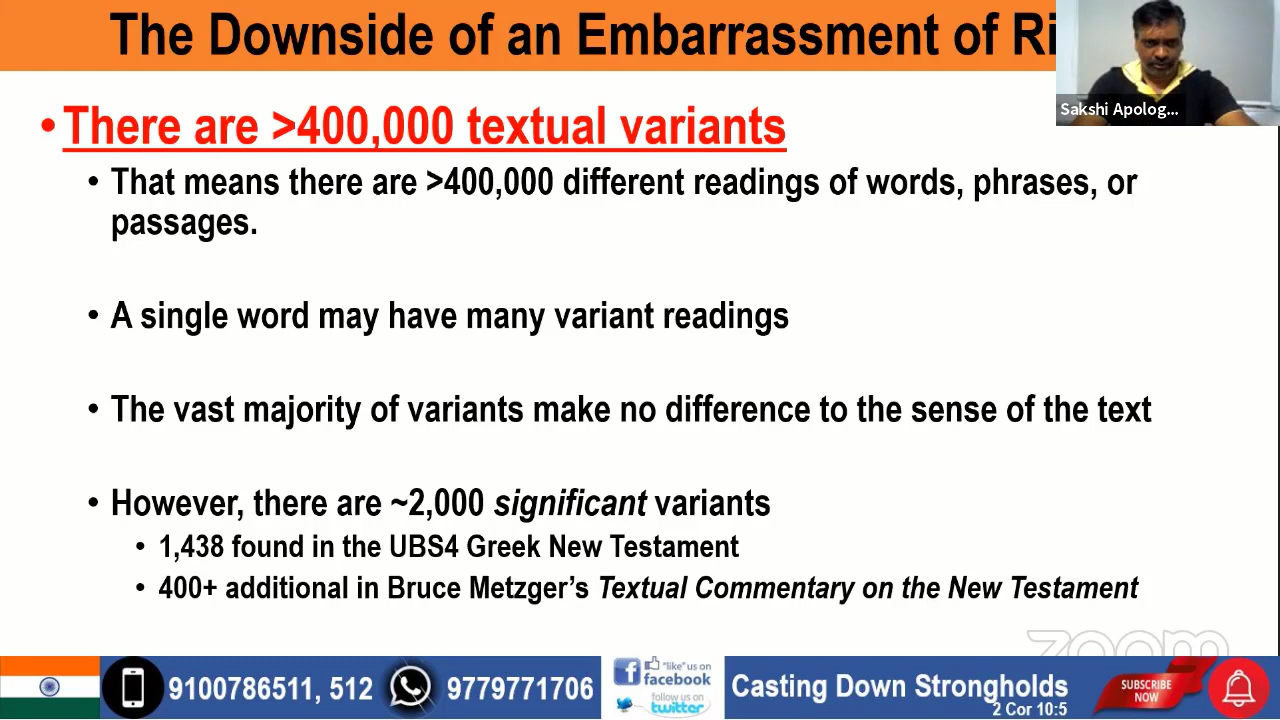 The Downside of an Embarrassment of Ri
Sakshi Apolog...
• There are >400,000 textual variants
• That means there are >400,000 different readings of words, phrases, or
passages.
• A single word may have many variant readings
• The vast majority of variants make no difference to the sense of the text
• However, there are ~2,000 significant variants
• 1,438 found in the UBS4 Greek New Testament
• 400+ additional in Bruce Metzger's Textual Commentary on the New Testament
zoom
9100786511, 512
9779771706
"like" us on
facebook
follow us on
twitter
Casting Down Strongholds
2 Cor 10:5
SUBSCRIBE
NOW